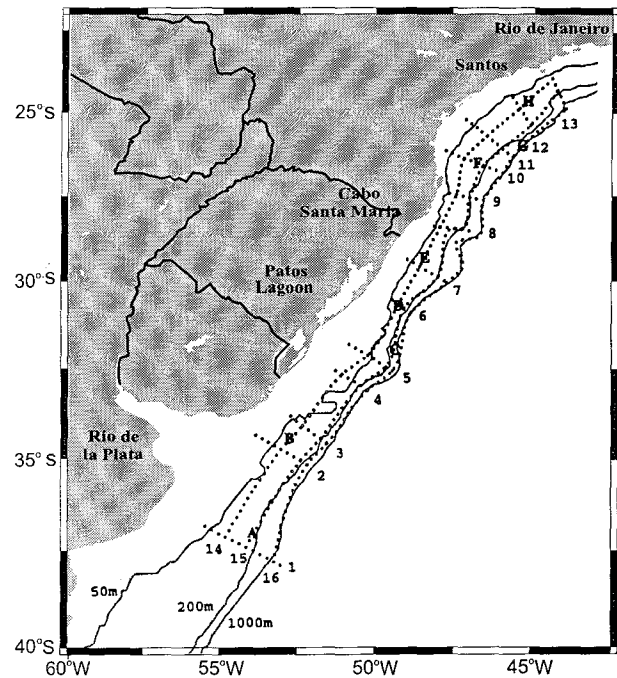 Rio de Janeiro
Santos
H
25°S
13
12
G
11
F
10
Cabo
Santa Maria
9
8
E
Patos
Lagoon
30°S
7
6
5
4
B
Rio de
la Plata
35°S
3
2
A
14
15
1
16
50m
200m
1000m
40°S
60°W
55°W
50°W
45°W